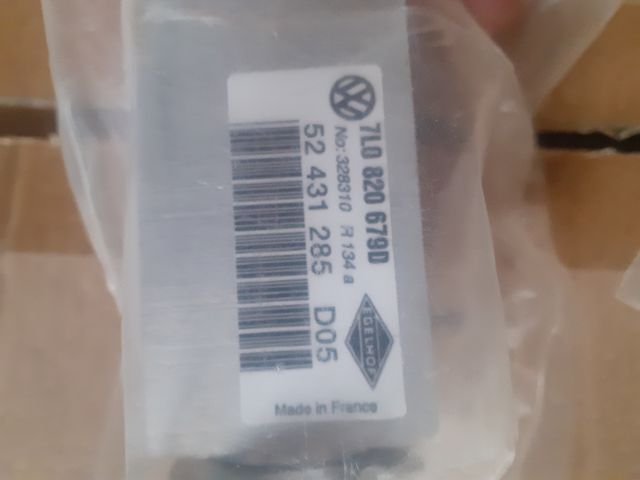 7L0 820 679D
No: 328310 R 134 a
52 431 285 D05
EGELHOF
Made in France